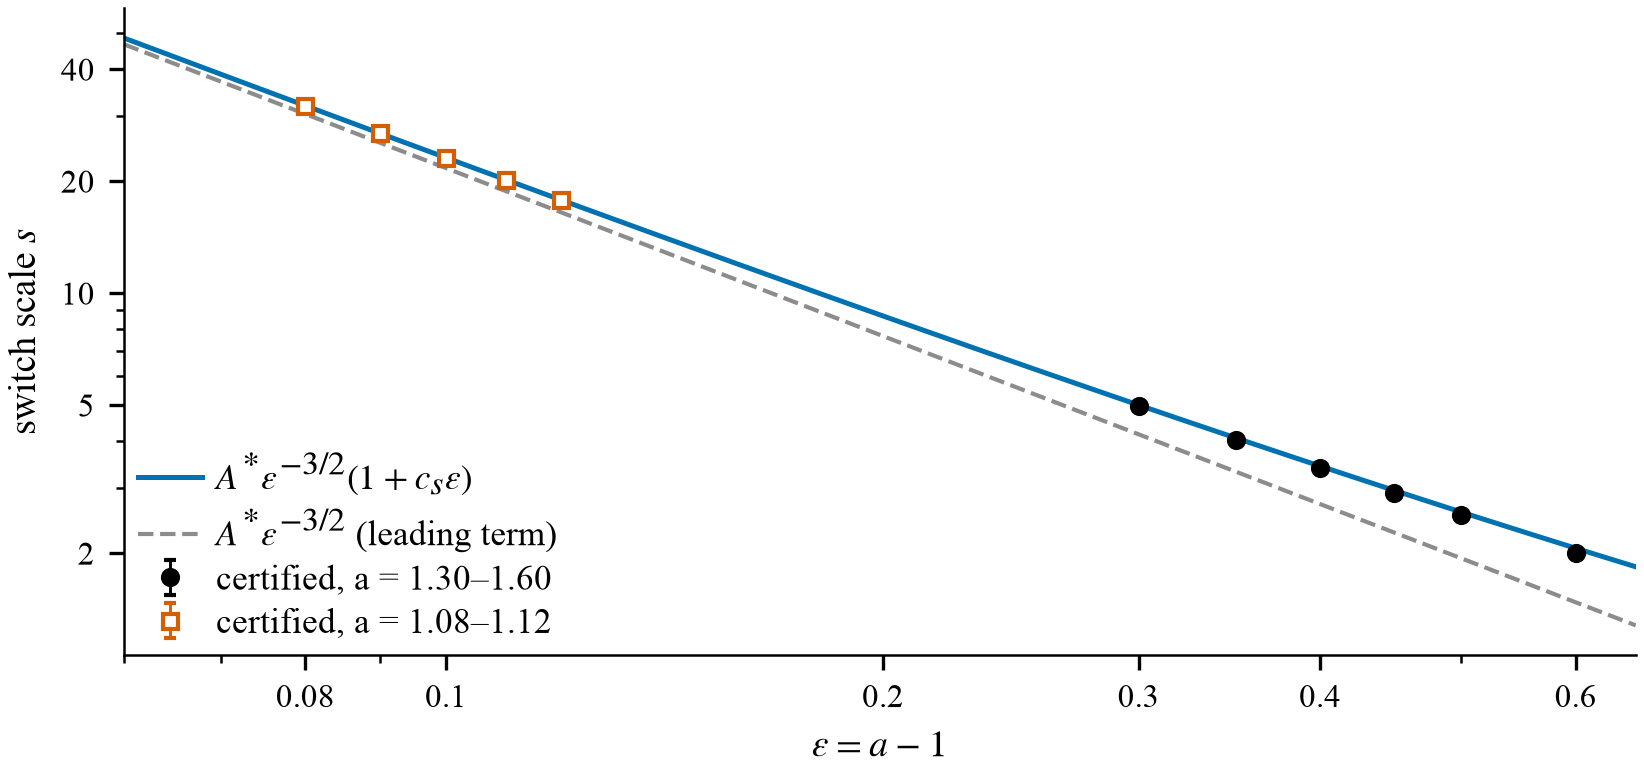 switch scale s
40
20
10
5
2
A*ε−3/2(1 + csε)
A*ε−3/2 (leading term)
certified, a = 1.30–1.60
certified, a = 1.08–1.12
0.08 0.1 0.2 0.3 0.4 0.6
ε = a − 1